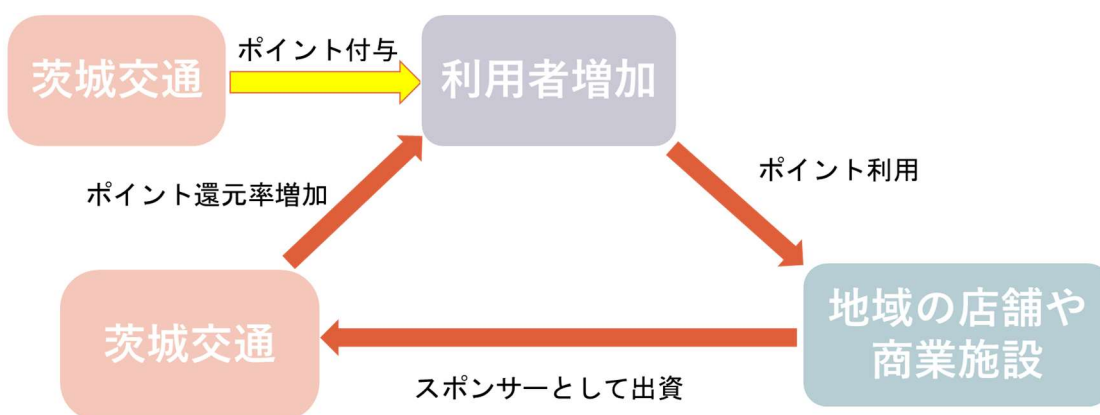 茨城交通
ポイント付与
利用者増加
ポイント還元率増加
ポイント利用
茨城交通
スポンサーとして出資
地域の店舗や
商業施設